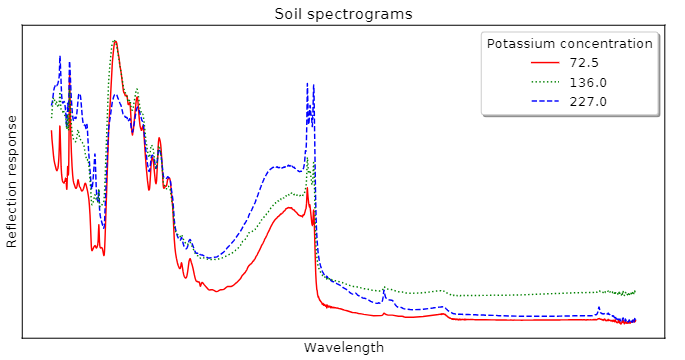 Soil spectrograms
Potassium concentration
72.5
136.0
227.0
Reflection response
Wavelength